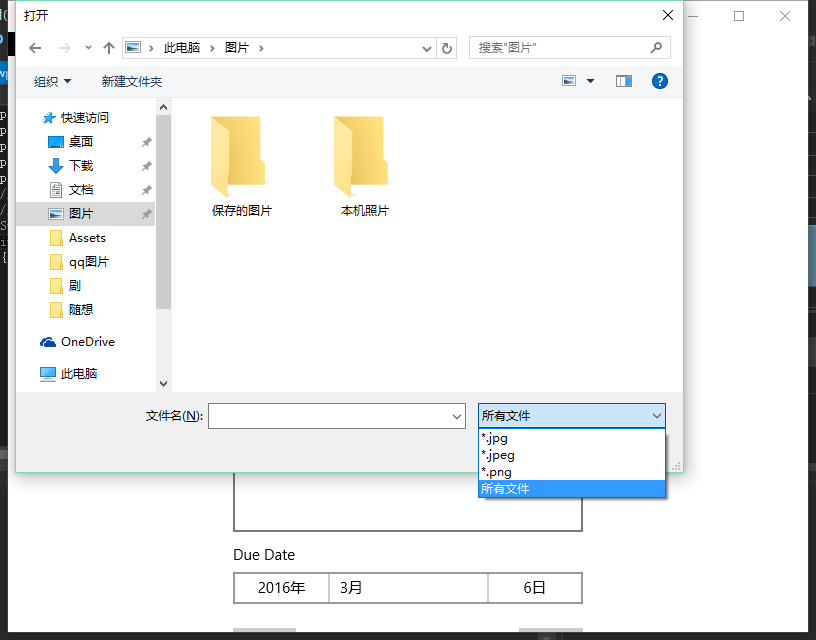 打开
此电脑 › 图片 ›
搜索"图片"
组织
新建文件夹
快速访问
桌面
下载
文档
图片
Assets
qq图片
剧
随想
OneDrive
此电脑
保存的图片
本机照片
文件名(N):
所有文件
*.jpg
*.jpeg
*.png
所有文件
Due Date
2016年 3月 6日